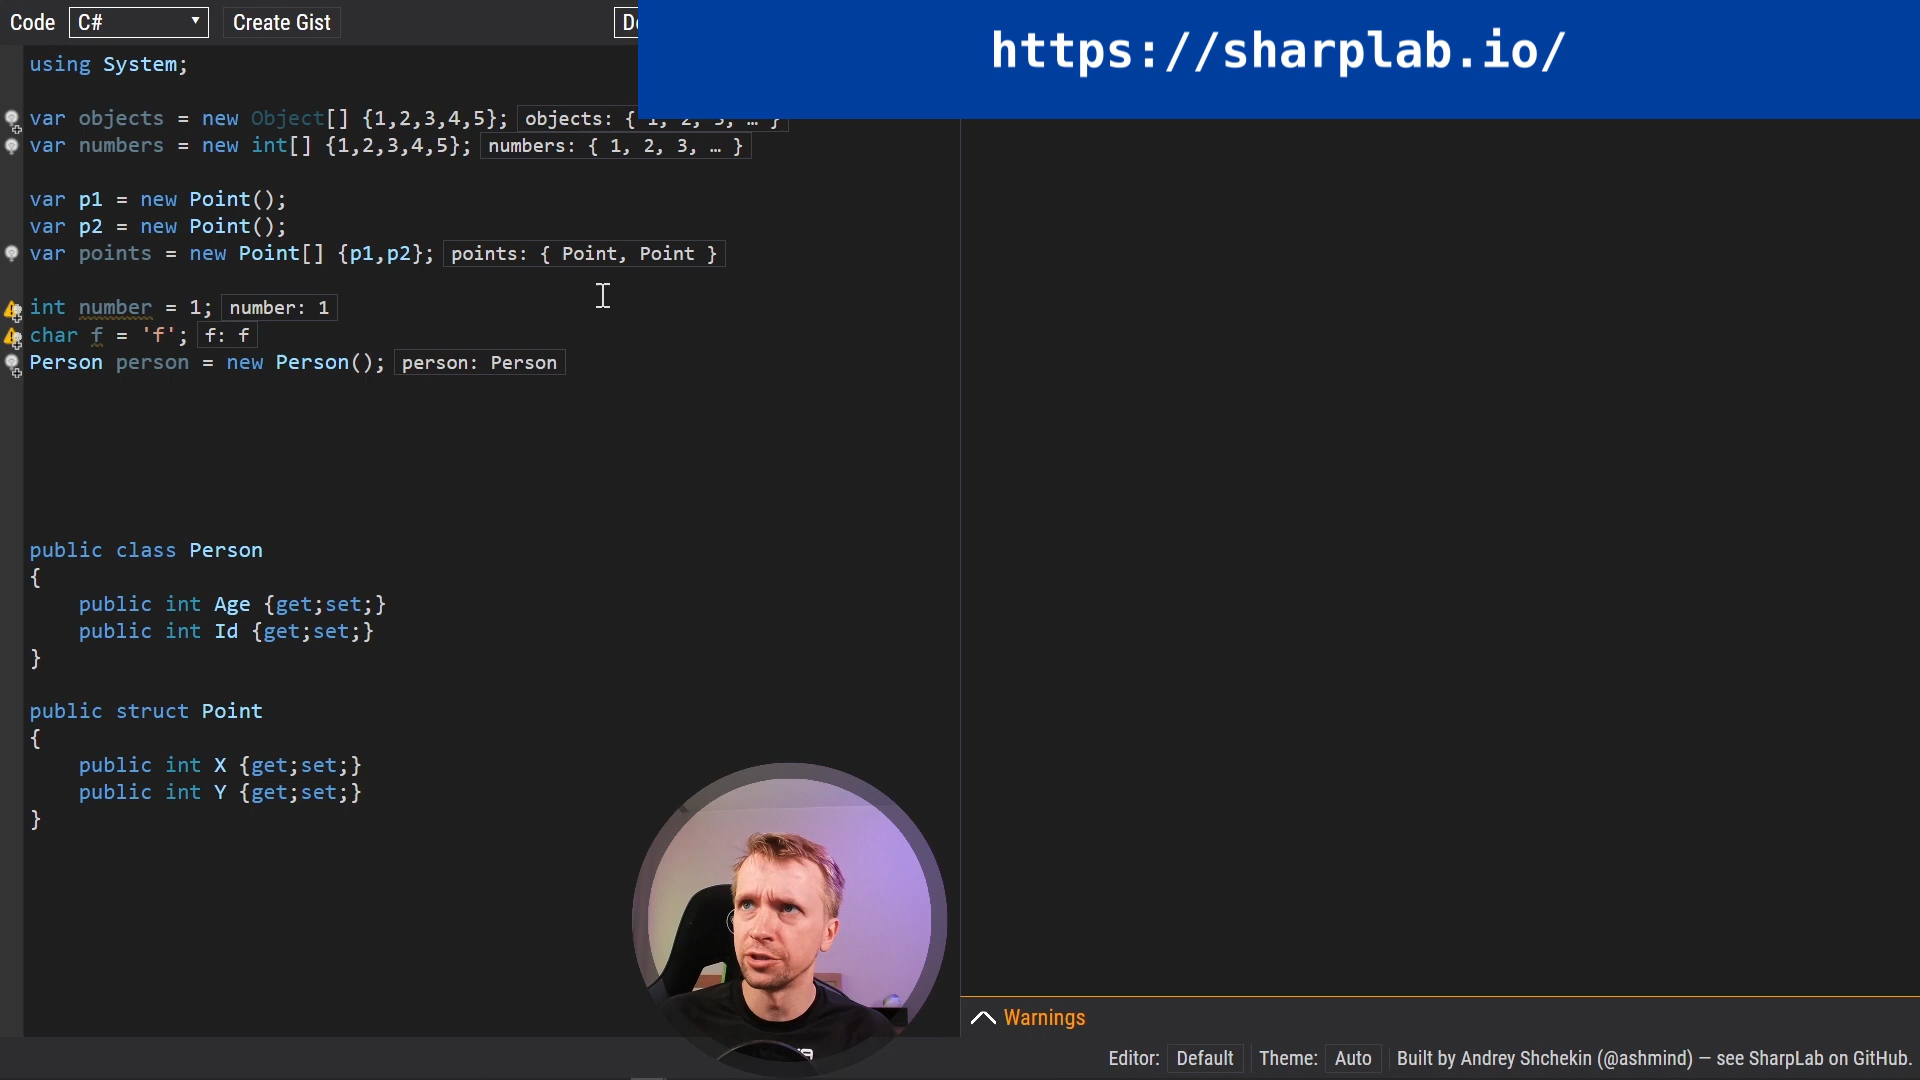 Code C# Create Gist
https://sharplab.io/
using System;
var objects = new Object[] {1,2,3,4,5}; objects: { 1, 2, 3, … }
var numbers = new int[] {1,2,3,4,5}; numbers: { 1, 2, 3, … }
var p1 = new Point();
var p2 = new Point();
var points = new Point[] {p1,p2}; points: { Point, Point }
int number = 1; number: 1
char f = 'f'; f: f
Person person = new Person(); person: Person
public class Person
{
public int Age {get;set;}
public int Id {get;set;}
}
public struct Point
{
public int X {get;set;}
public int Y {get;set;}
}
Warnings
Editor: Default Theme: Auto Built by Andrey Shchekin (@ashmind) — see SharpLab on GitHub.